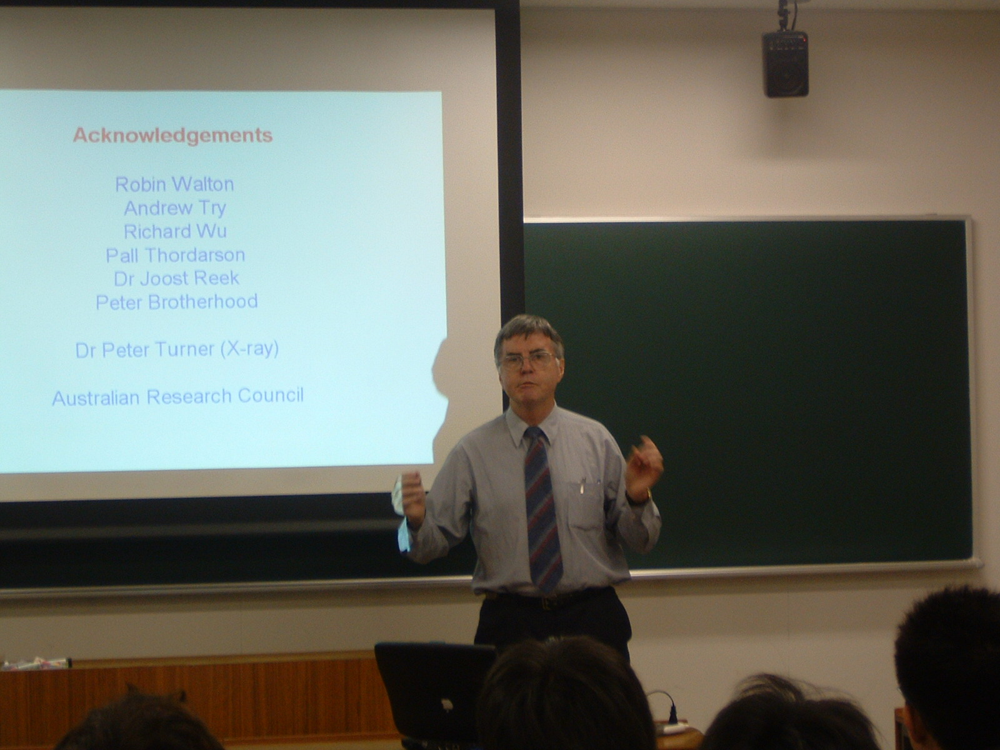 Acknowledgements
Robin Walton
Andrew Try
Richard Wu
Pall Thordarson
Dr Joost Reek
Peter Brotherhood
Dr Peter Turner (X-ray)
Australian Research Council